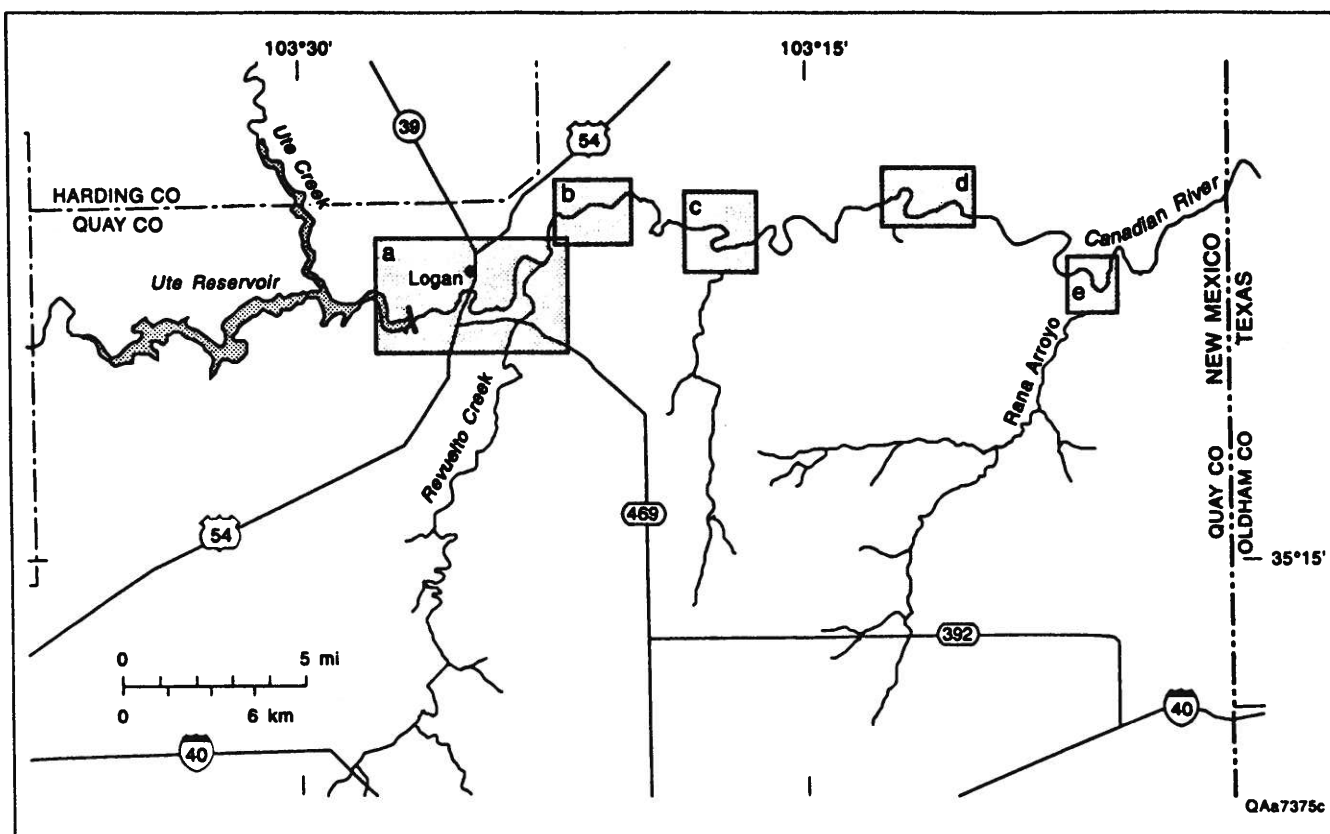 103°30'
103°15'
39
54
Ute Creek
HARDING CO
QUAY CO
a
b
c
d
e
Logan
Ute Reservoir
Canadian River
NEW MEXICO
TEXAS
Revuelto Creek
Rana Arroyo
54
469
QUAY CO
OLDHAM CO
35°15'
392
0 5 mi
0 6 km
40
40
QAa7375c